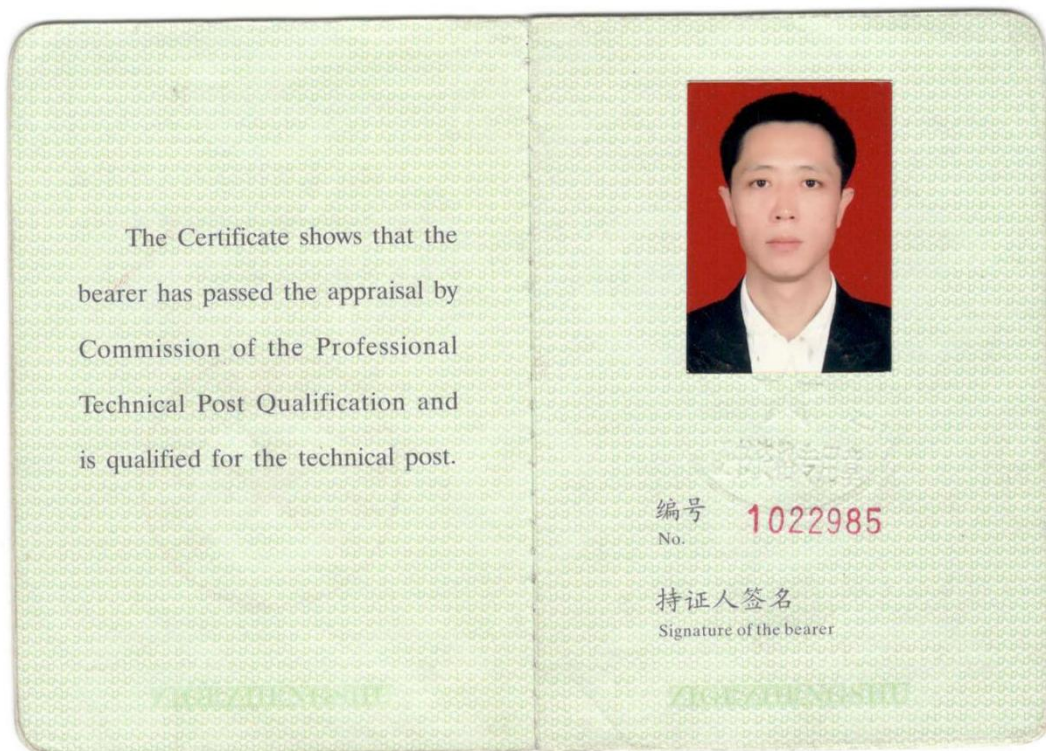 The Certificate shows that the
bearer has passed the appraisal by
Commission of the Professional
Technical Post Qualification and
is qualified for the technical post.
编号 1022985
No.
持证人签名
Signature of the bearer
ZIGEZHENGSHU